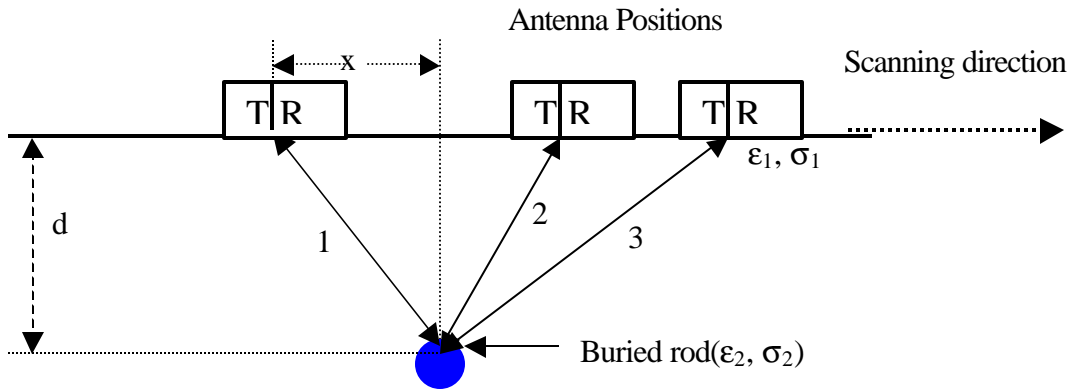 Antenna Positions
x
Scanning direction
T R
T R
T R
ε₁, σ₁
d
1
2
3
Buried rod(ε₂, σ₂)